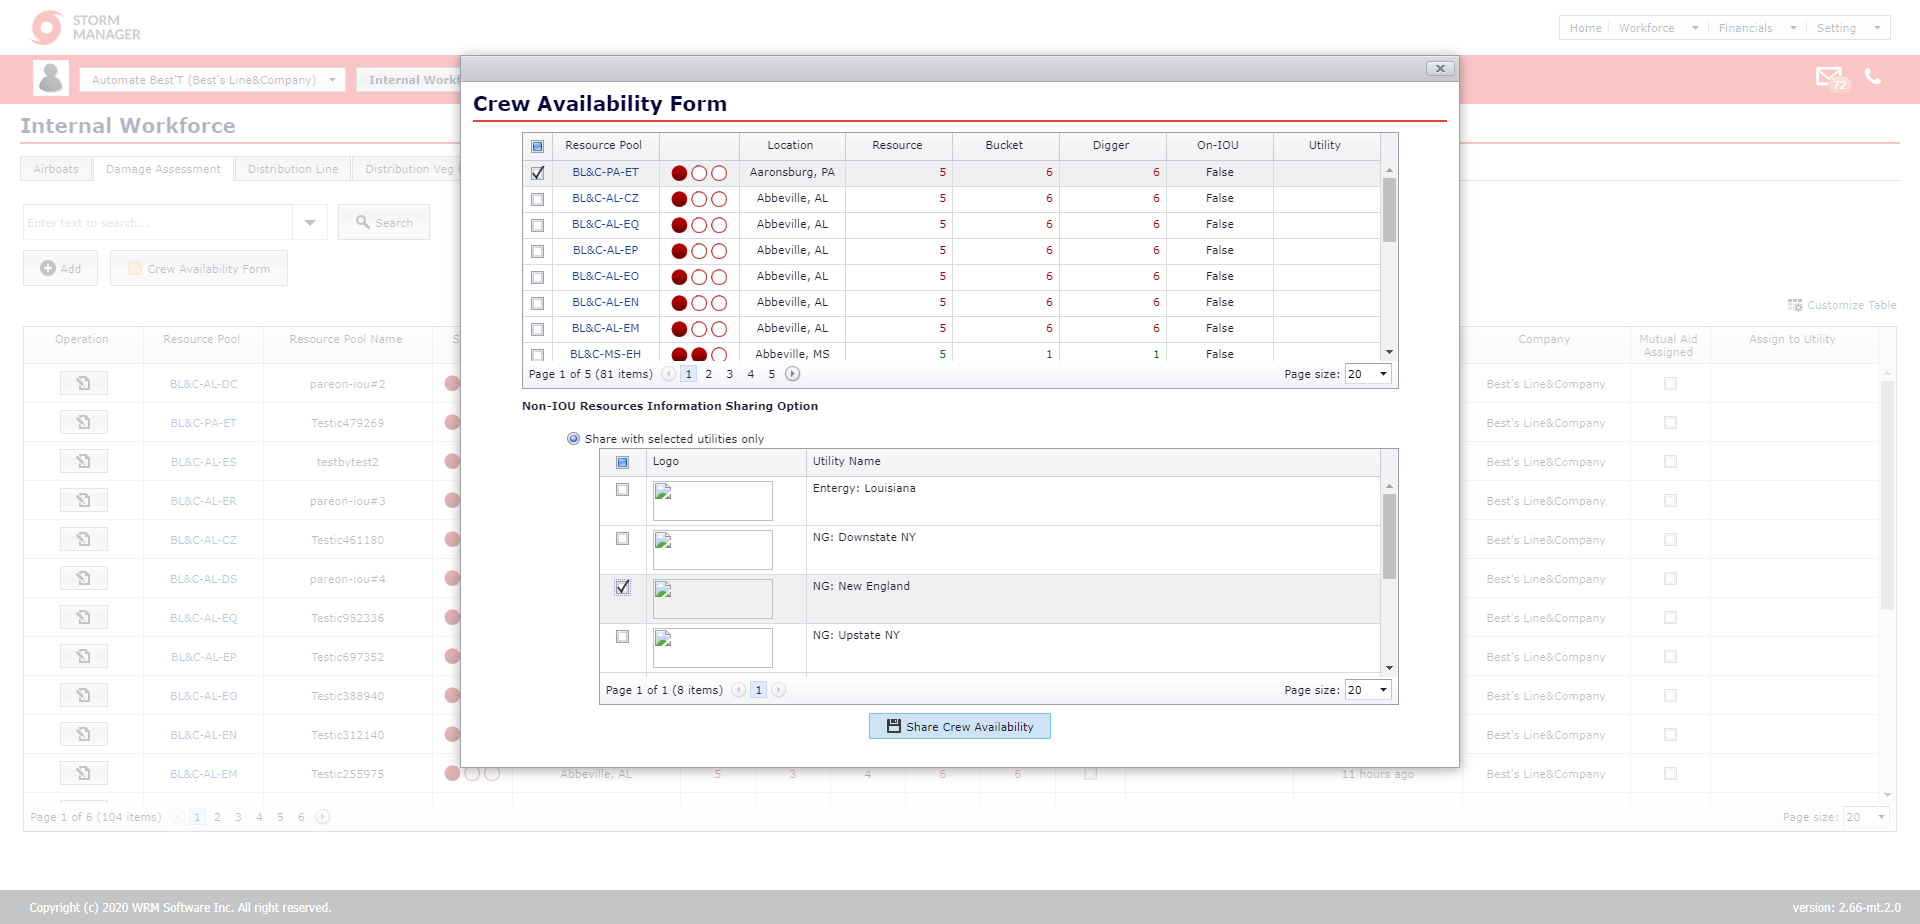 STORM
MANAGER
Home Workforce Financials Setting
Automate Best'T (Best's Line&Company) Internal Workf
72
Internal Workforce
Airboats Damage Assessment Distribution Line Distribution Veg
Enter text to search... Search
Add Crew Availability Form
Customize Table
Operation Resource Pool Resource Pool Name S Company Mutual Aid Assigned Assign to Utility
BL&C-AL-DC pareon-iou#2 Best's Line&Company
BL&C-PA-ET Testic479269 Best's Line&Company
BL&C-AL-ES testbytest2 Best's Line&Company
BL&C-AL-ER pareon-iou#3 Best's Line&Company
BL&C-AL-CZ Testic461180 Best's Line&Company
BL&C-AL-DS pareon-iou#4 Best's Line&Company
BL&C-AL-EQ Testic982336 Best's Line&Company
BL&C-AL-EP Testic697352 Best's Line&Company
BL&C-AL-EO Testic388940 Best's Line&Company
BL&C-AL-EN Testic312140 Best's Line&Company
BL&C-AL-EM Testic255975 Abbeville, AL 5 3 4 6 6 11 hours ago Best's Line&Company
Page 1 of 6 (104 items) 1 2 3 4 5 6 Page size: 20
Crew Availability Form
Resource Pool Location Resource Bucket Digger On-IOU Utility
BL&C-PA-ET Aaronsburg, PA 5 6 6 False
BL&C-AL-CZ Abbeville, AL 5 6 6 False
BL&C-AL-EQ Abbeville, AL 5 6 6 False
BL&C-AL-EP Abbeville, AL 5 6 6 False
BL&C-AL-EO Abbeville, AL 5 6 6 False
BL&C-AL-EN Abbeville, AL 5 6 6 False
BL&C-AL-EM Abbeville, AL 5 6 6 False
BL&C-MS-EH Abbeville, MS 5 1 1 False
Page 1 of 5 (81 items) 1 2 3 4 5 Page size: 20
Non-IOU Resources Information Sharing Option
Share with selected utilities only
Logo Utility Name
Entergy: Louisiana
NG: Downstate NY
NG: New England
NG: Upstate NY
Page 1 of 1 (8 items) 1 Page size: 20
Share Crew Availability
Copyright (c) 2020 WRM Software Inc. All right reserved. version: 2.66-mt.2.0